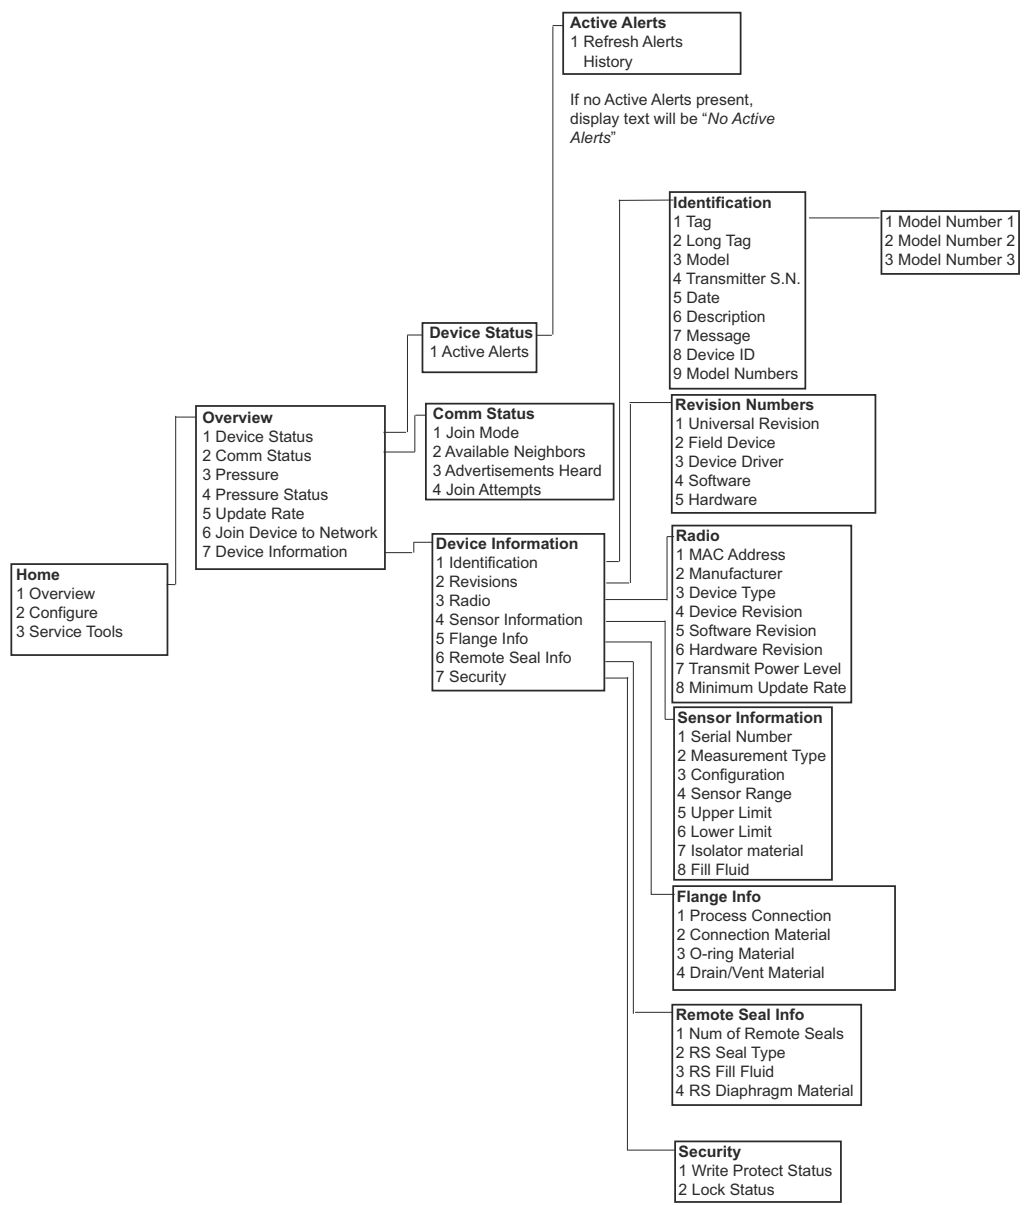 Active Alerts
1 Refresh Alerts
History
If no Active Alerts present,
display text will be “No Active
Alerts”
Identification
1 Tag
2 Long Tag
3 Model
4 Transmitter S.N.
5 Date
6 Description
7 Message
8 Device ID
9 Model Numbers
1 Model Number 1
2 Model Number 2
3 Model Number 3
Device Status
1 Active Alerts
Overview
1 Device Status
2 Comm Status
3 Pressure
4 Pressure Status
5 Update Rate
6 Join Device to Network
7 Device Information
Comm Status
1 Join Mode
2 Available Neighbors
3 Advertisements Heard
4 Join Attempts
Revision Numbers
1 Universal Revision
2 Field Device
3 Device Driver
4 Software
5 Hardware
Home
1 Overview
2 Configure
3 Service Tools
Device Information
1 Identification
2 Revisions
3 Radio
4 Sensor Information
5 Flange Info
6 Remote Seal Info
7 Security
Radio
1 MAC Address
2 Manufacturer
3 Device Type
4 Device Revision
5 Software Revision
6 Hardware Revision
7 Transmit Power Level
8 Minimum Update Rate
Sensor Information
1 Serial Number
2 Measurement Type
3 Configuration
4 Sensor Range
5 Upper Limit
6 Lower Limit
7 Isolator material
8 Fill Fluid
Flange Info
1 Process Connection
2 Connection Material
3 O-ring Material
4 Drain/Vent Material
Remote Seal Info
1 Num of Remote Seals
2 RS Seal Type
3 RS Fill Fluid
4 RS Diaphragm Material
Security
1 Write Protect Status
2 Lock Status